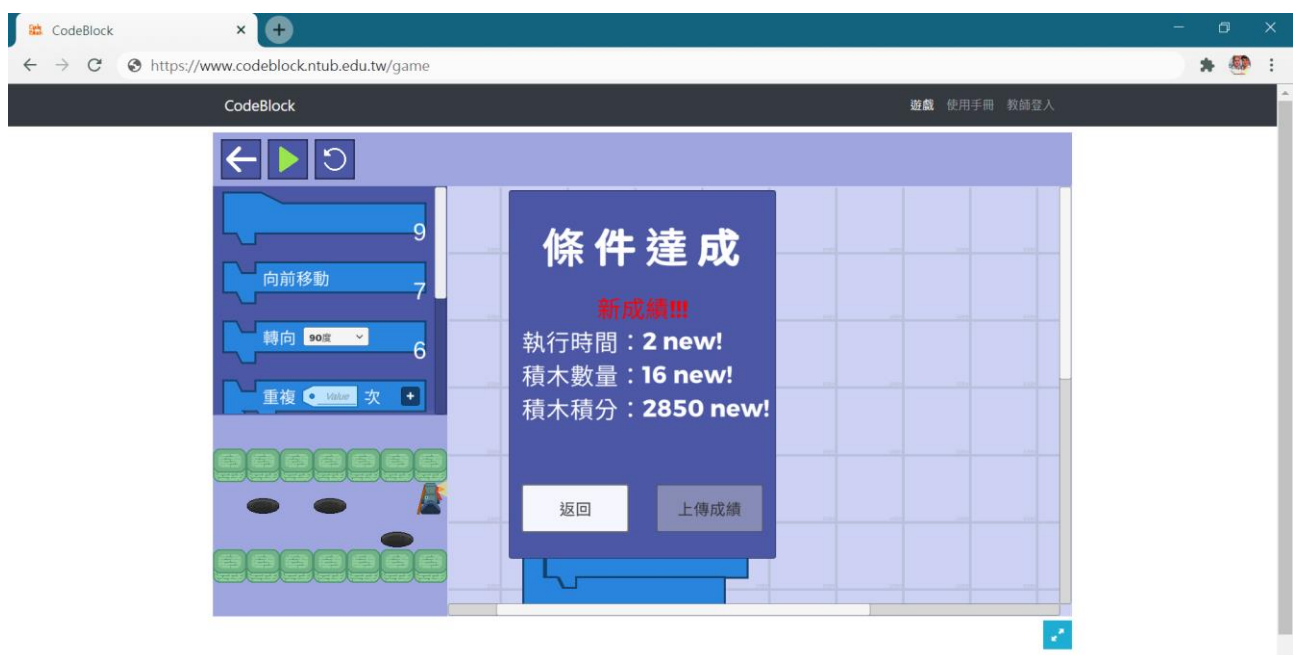 CodeBlock
https://www.codeblock.ntub.edu.tw/game
CodeBlock
遊戲 使用手冊 教師登入
9
向前移動
7
轉向 90度
6
重複 Value 次 +
條件達成
新成績!!!
執行時間：2 new!
積木數量：16 new!
積木積分：2850 new!
返回
上傳成績